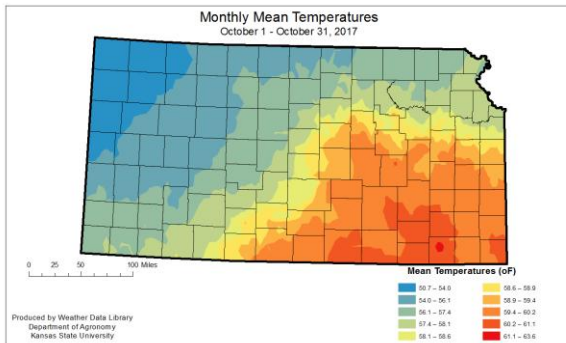 Monthly Mean Temperatures
October 1 - October 31, 2017
0 50 100 Miles
Mean Temperatures (oF)
50.7 – 54.0
54.0 – 56.1
56.1 – 57.4
57.4 – 58.1
58.1 – 58.6
58.6 – 58.9
58.9 – 59.4
59.4 – 60.2
60.2 – 61.1
61.1 – 63.6
Produced by Weather Data Library
Department of Agronomy
Kansas State University